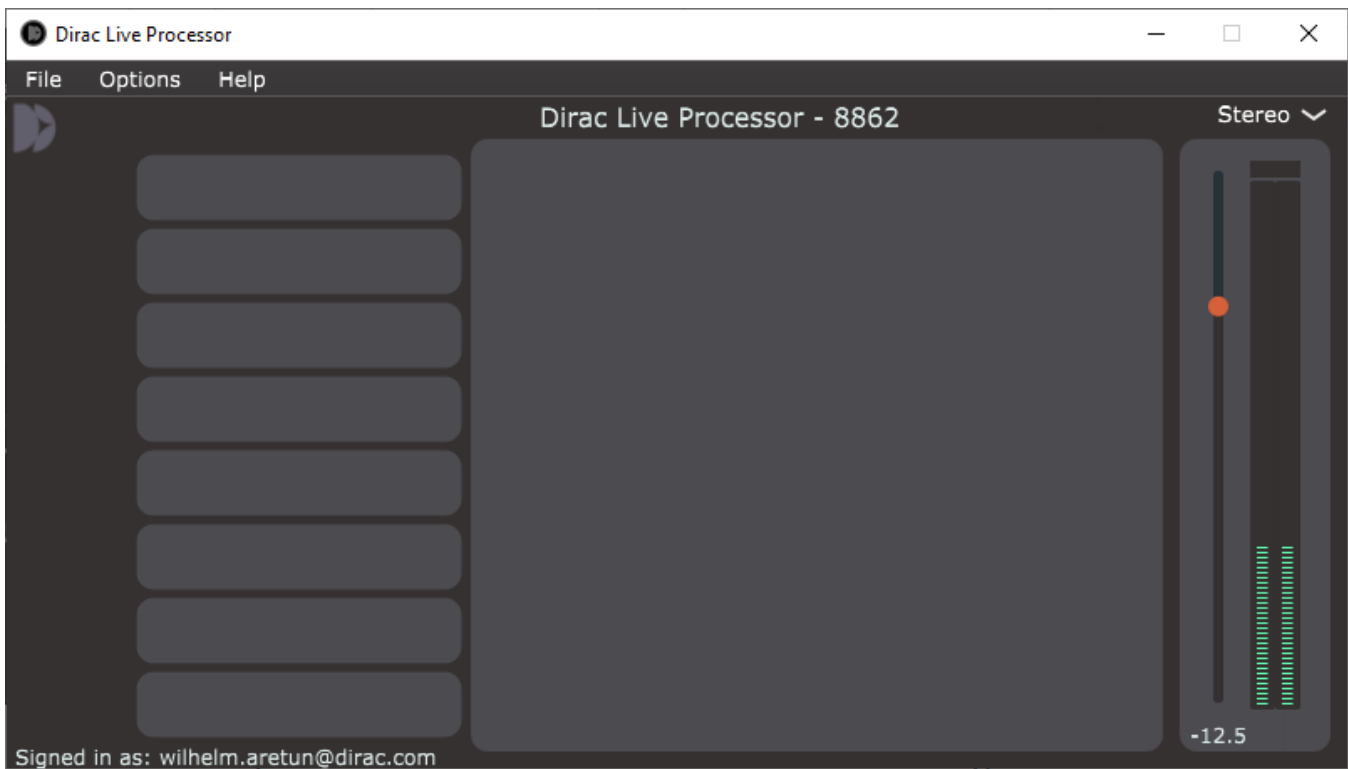 Dirac Live Processor
File Options Help
Dirac Live Processor - 8862
Stereo
-12.5
Signed in as: wilhelm.aretun@dirac.com